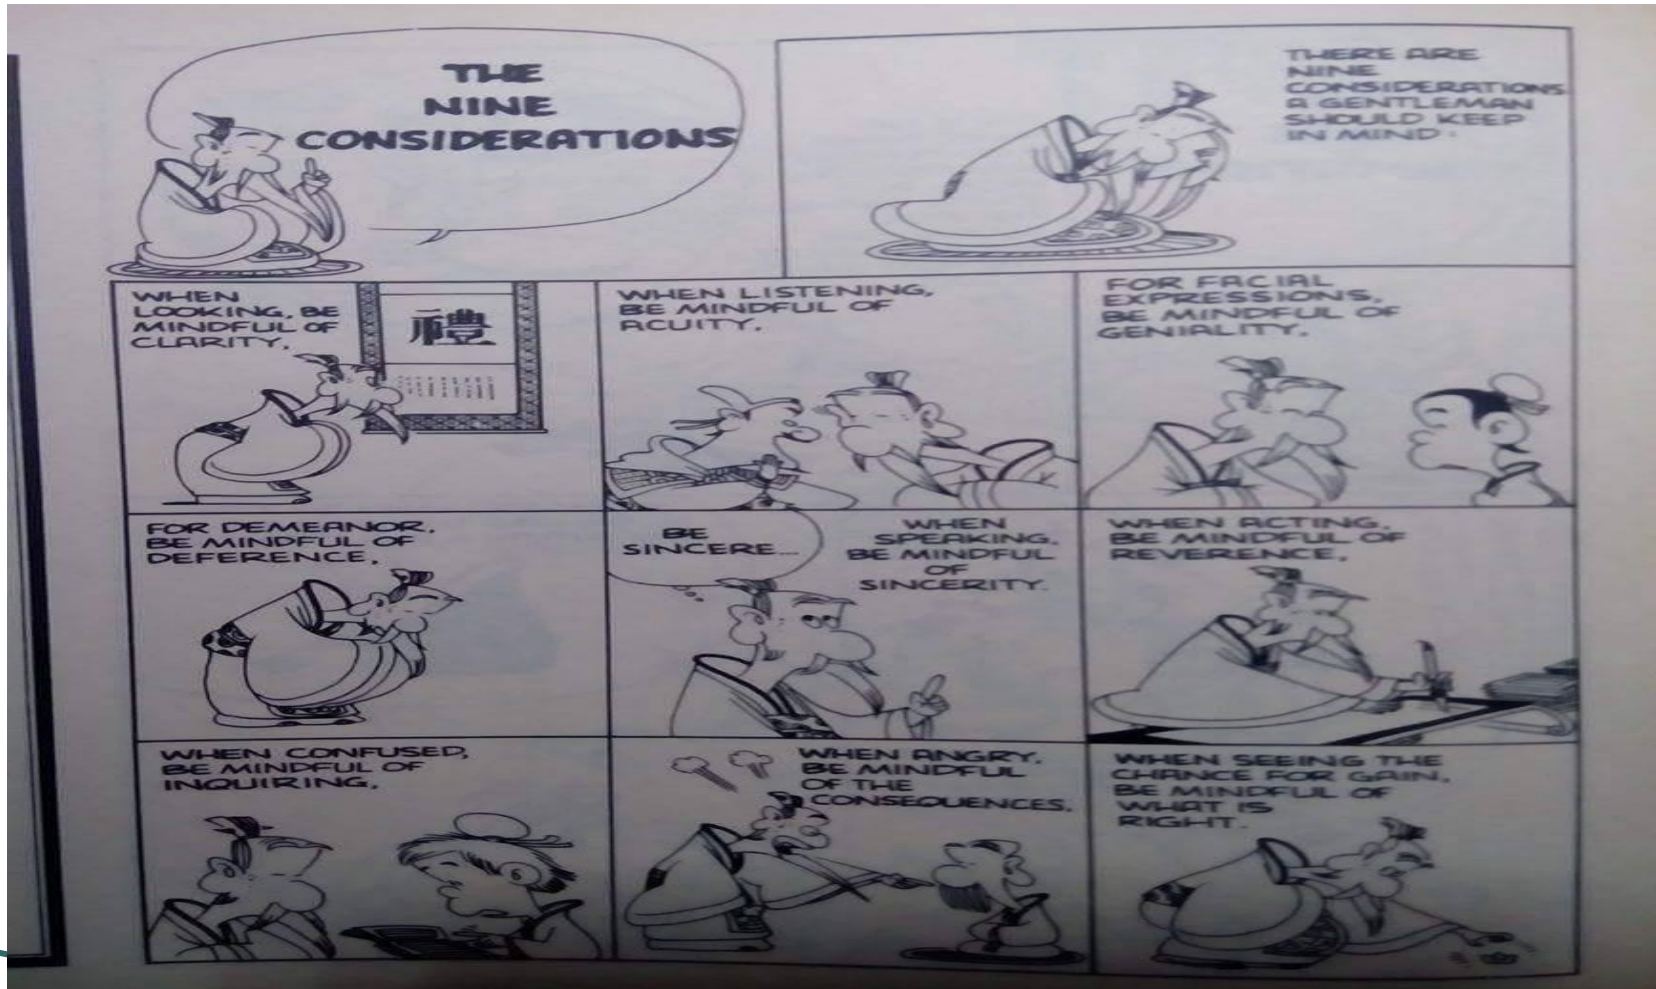 THE
NINE
CONSIDERATIONS
THERE ARE
NINE
CONSIDERATIONS
A GENTLEMAN
SHOULD KEEP
IN MIND:
WHEN
LOOKING, BE
MINDFUL OF
CLARITY.
禮
WHEN LISTENING,
BE MINDFUL OF
ACUITY.
FOR FACIAL
EXPRESSIONS,
BE MINDFUL OF
GENIALITY.
FOR DEMEANOR,
BE MINDFUL OF
DEFERENCE.
BE
SINCERE...
WHEN
SPEAKING,
BE MINDFUL
OF
SINCERITY.
WHEN ACTING,
BE MINDFUL OF
REVERENCE.
WHEN CONFUSED,
BE MINDFUL OF
INQUIRING.
WHEN ANGRY,
BE MINDFUL
OF THE
CONSEQUENCES.
WHEN SEEING THE
CHANCE FOR GAIN,
BE MINDFUL OF
WHAT IS
RIGHT.